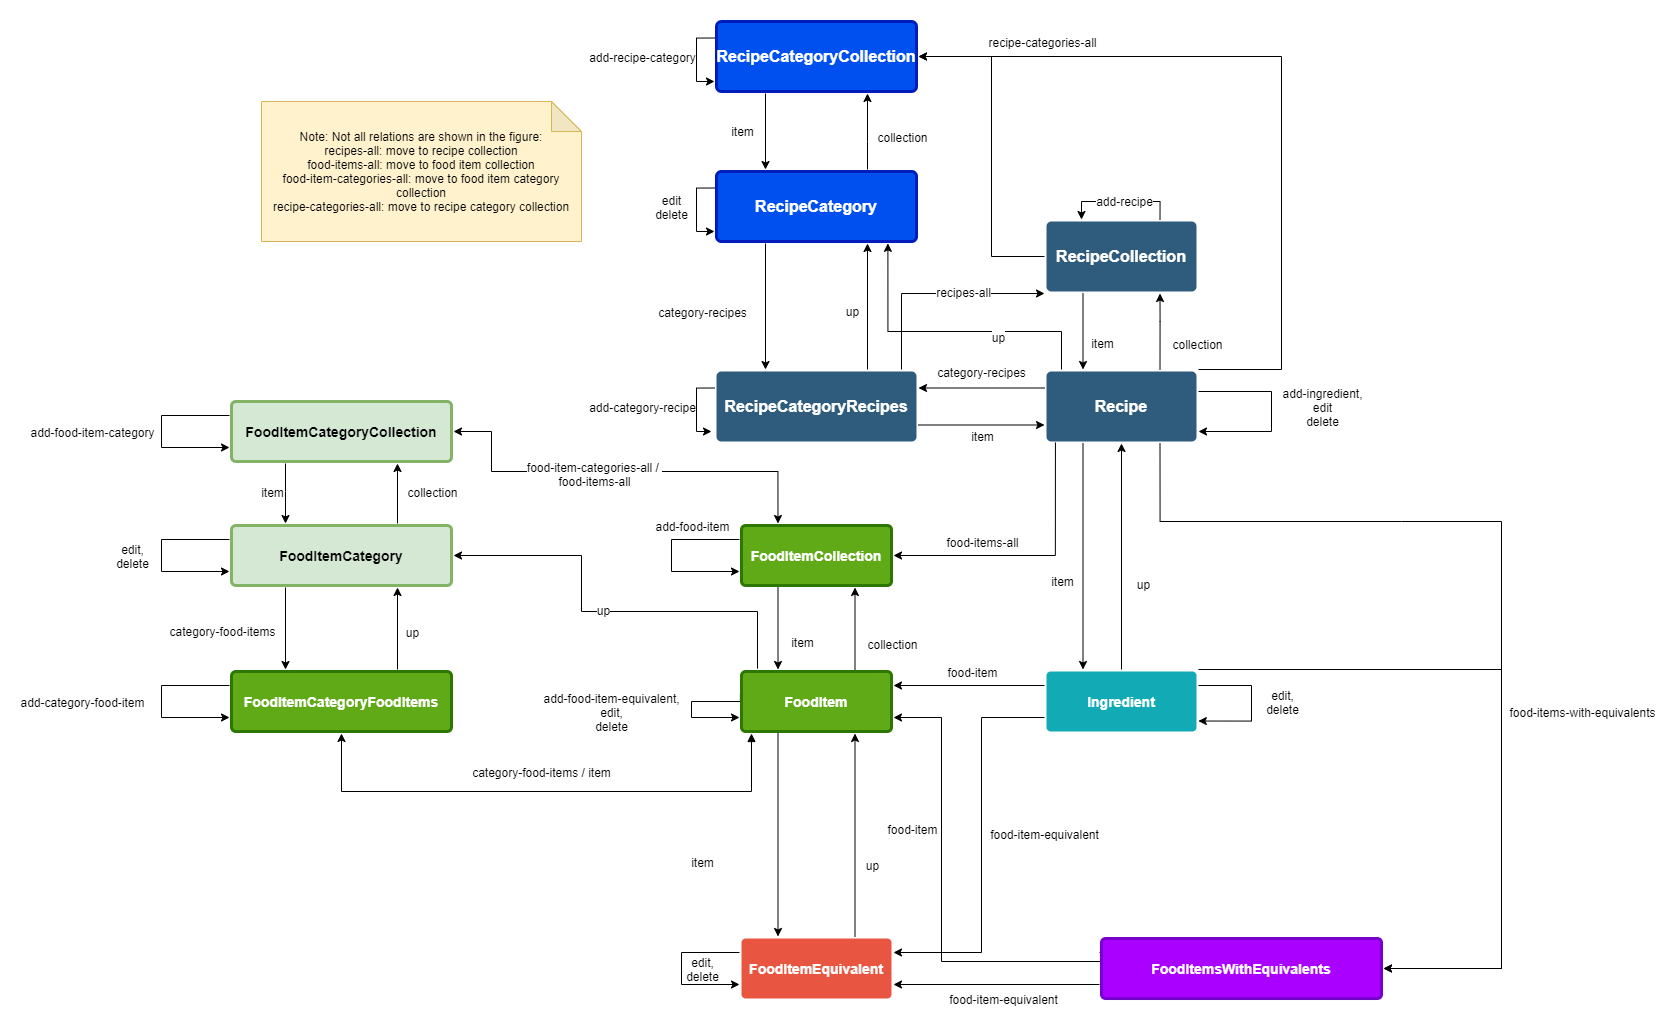 recipe-categories-all
RecipeCategoryCollection
add-recipe-category
item
collection
Note: Not all relations are shown in the figure:
recipes-all: move to recipe collection
food-items-all: move to food item collection
food-item-categories-all: move to food item category
collection
recipe-categories-all: move to recipe category collection
RecipeCategory
edit
delete
add-recipe
RecipeCollection
recipes-all
category-recipes
up
up
item
collection
category-recipes
RecipeCategoryRecipes
add-category-recipe
item
Recipe
add-ingredient,
edit
delete
FoodItemCategoryCollection
add-food-item-category
food-item-categories-all /
food-items-all
item
collection
add-food-item
FoodItemCollection
food-items-all
FoodItemCategory
edit,
delete
item
up
up
category-food-items
up
item
collection
food-item
FoodItemCategoryFoodItems
add-category-food-item
add-food-item-equivalent,
edit,
delete
FoodItem
Ingredient
edit,
delete
food-items-with-equivalents
category-food-items / item
food-item
food-item-equivalent
item
up
FoodItemEquivalent
edit,
delete
FoodItemsWithEquivalents
food-item-equivalent